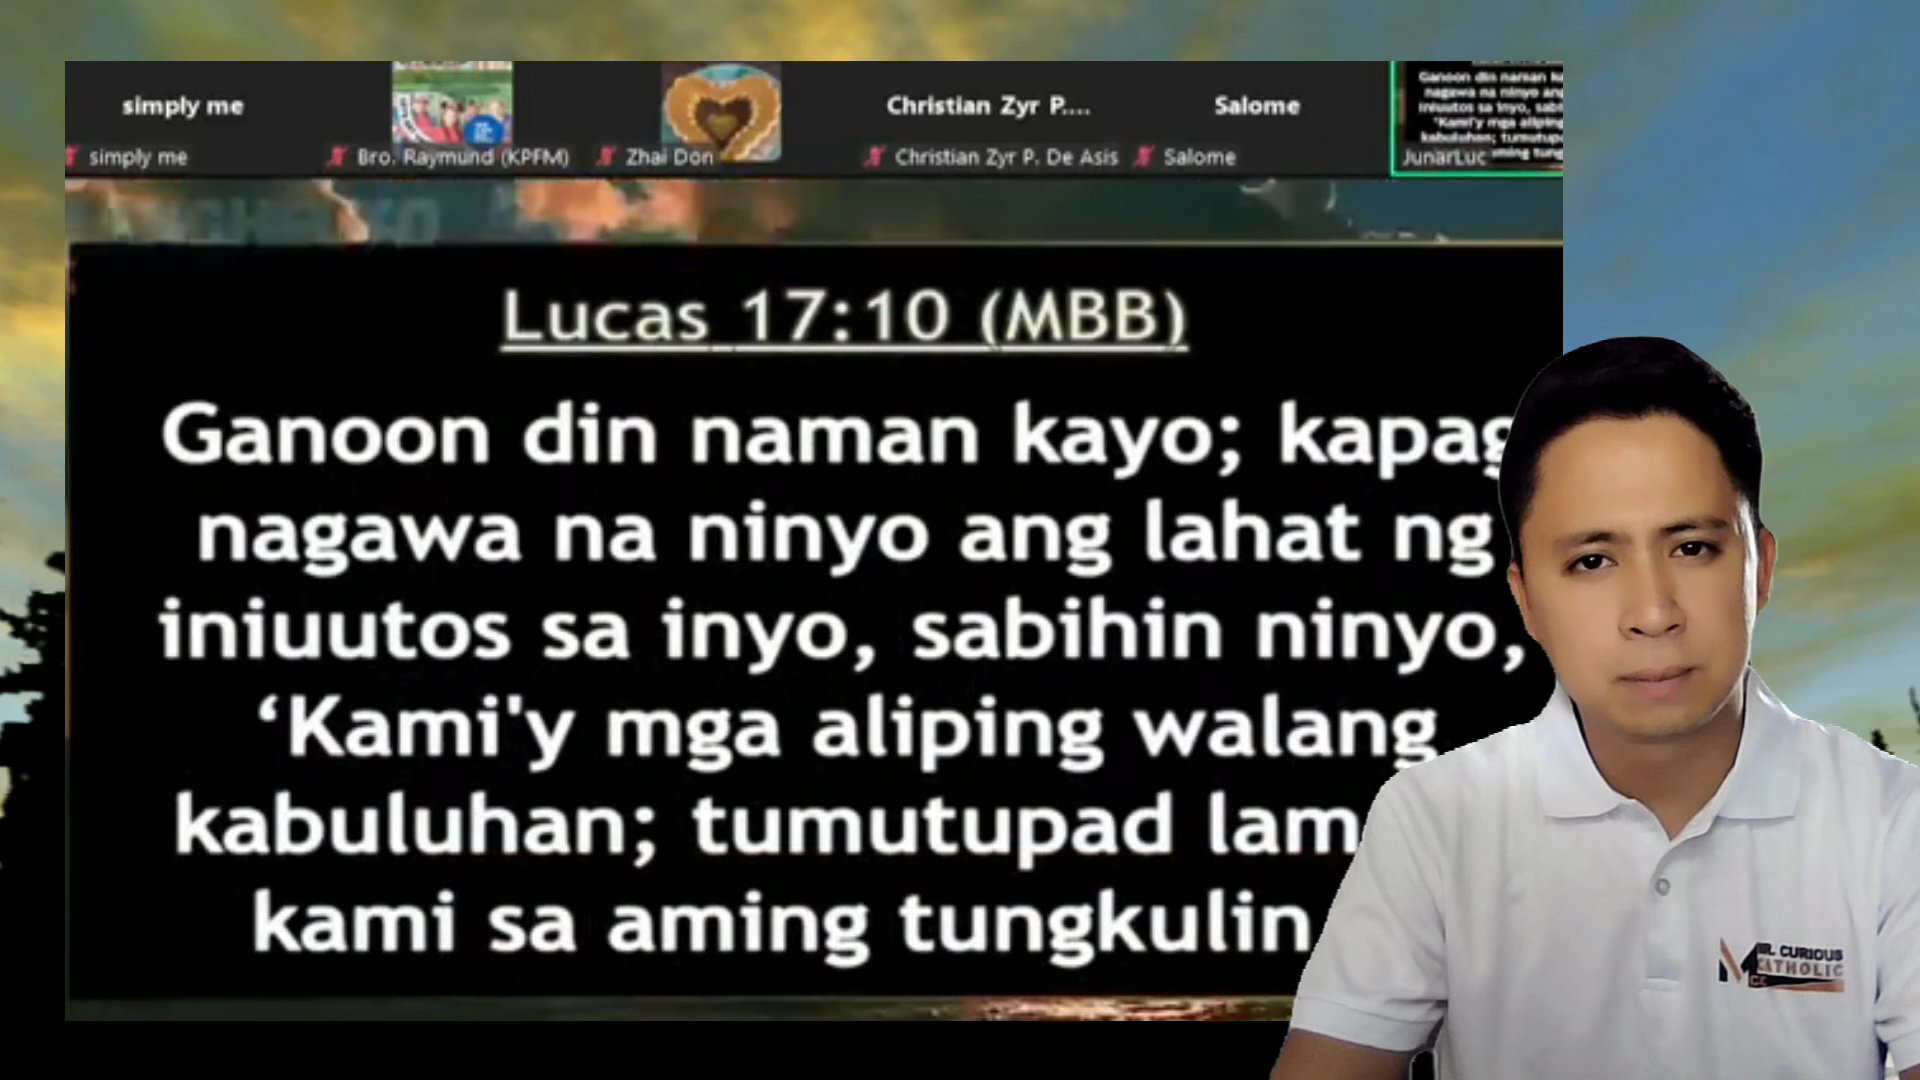 simply me
Christian Zyr P....
Salome
simply me
Bro. Raymund (KPFM)
Zhai Don
Christian Zyr P. De Asis
Salome
JunarLuc
Lucas 17:10 (MBB)
Ganoon din naman kayo; kapag
nagawa na ninyo ang lahat ng
iniuutos sa inyo, sabihin ninyo,
‘Kami'y mga aliping walang
kabuluhan; tumutupad lam
kami sa aming tungkulin
MR. CURIOUS
CATHOLIC